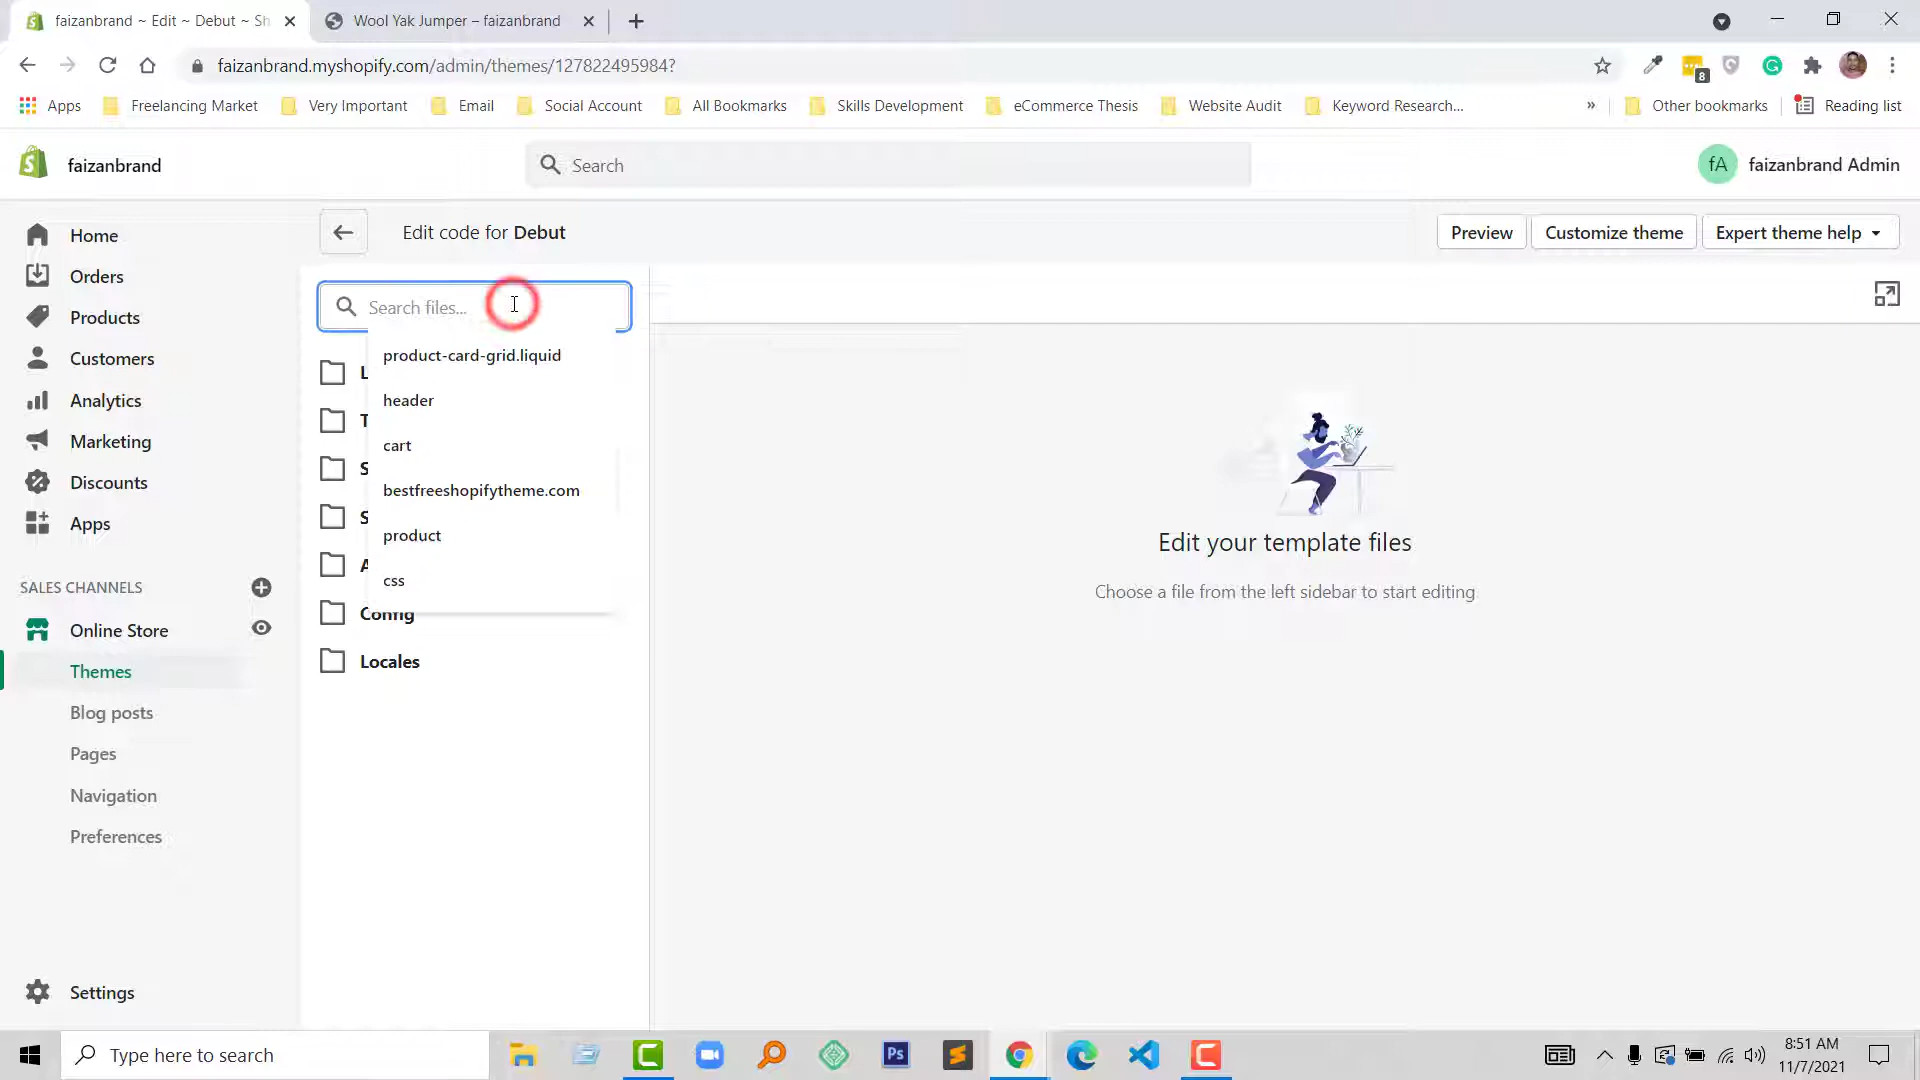 faizanbrand ~ Edit ~ Debut ~ Sh
Wool Yak Jumper – faizanbrand
faizanbrand.myshopify.com/admin/themes/127822495984?
8
Apps
Freelancing Market
Very Important
Email
Social Account
All Bookmarks
Skills Development
eCommerce Thesis
Website Audit
Keyword Research...
»
Other bookmarks
Reading list
faizanbrand
Search
fA
faizanbrand Admin
Home
Orders
Products
Customers
Analytics
Marketing
Discounts
Apps
SALES CHANNELS
Online Store
Themes
Blog posts
Pages
Navigation
Preferences
Settings
Edit code for Debut
Preview
Customize theme
Expert theme help
Search files...
product-card-grid.liquid
L
header
T
cart
S
bestfreeshopifytheme.com
S
product
A
css
Config
Locales
Edit your template files
Choose a file from the left sidebar to start editing
Type here to search
Ps
8:51 AM
11/7/2021